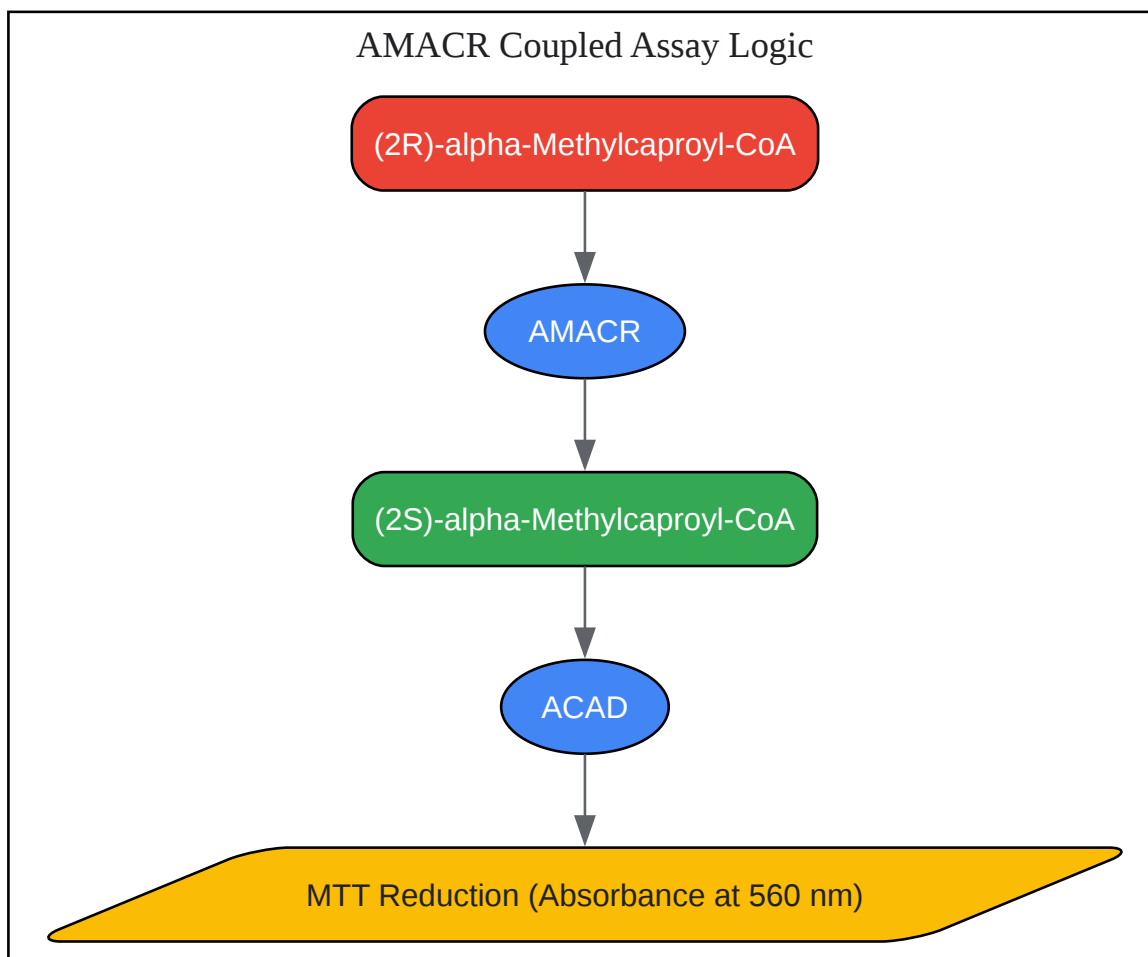 AMACR Coupled Assay Logic
(2R)-alpha-Methylcaproyl-CoA
AMACR
(2S)-alpha-Methylcaproyl-CoA
ACAD
MTT Reduction (Absorbance at 560 nm)